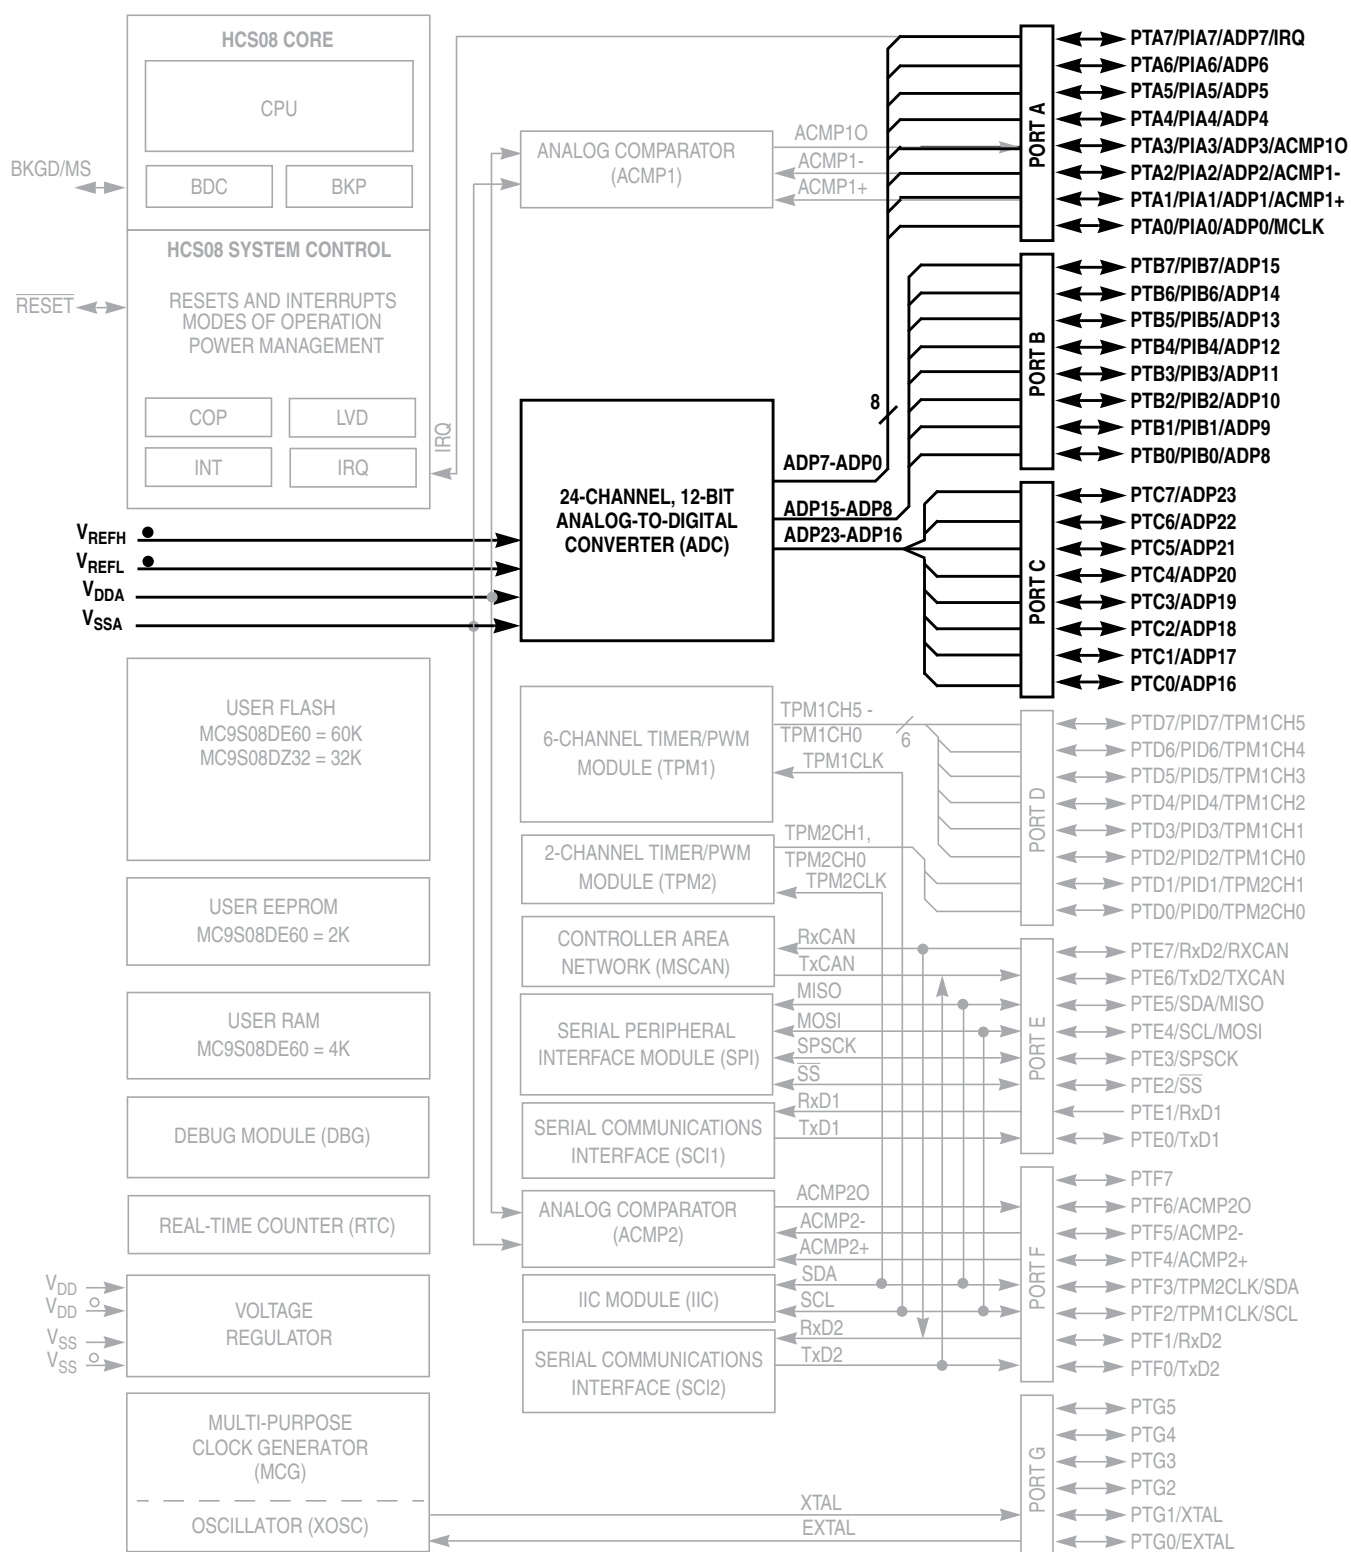 HCS08 CORE
CPU
BDC
BKP
BKGD/MS
HCS08 SYSTEM CONTROL
RESETS AND INTERRUPTS
MODES OF OPERATION
POWER MANAGEMENT
RESET
COP
LVD
INT
IRQ
IRQ
VREFH
VREFL
VDDA
VSSA
USER FLASH
MC9S08DE60 = 60K
MC9S08DZ32 = 32K
USER EEPROM
MC9S08DE60 = 2K
USER RAM
MC9S08DE60 = 4K
DEBUG MODULE (DBG)
REAL-TIME COUNTER (RTC)
VDD
VDD
VSS
VSS
VOLTAGE
REGULATOR
MULTI-PURPOSE
CLOCK GENERATOR
(MCG)
OSCILLATOR (XOSC)
ANALOG COMPARATOR
(ACMP1)
ACMP1O
ACMP1-
ACMP1+
24-CHANNEL, 12-BIT
ANALOG-TO-DIGITAL
CONVERTER (ADC)
8
ADP7-ADP0
ADP15-ADP8
ADP23-ADP16
6-CHANNEL TIMER/PWM
MODULE (TPM1)
TPM1CH5 -
TPM1CH0
6
TPM1CLK
2-CHANNEL TIMER/PWM
MODULE (TPM2)
TPM2CH1,
TPM2CH0
TPM2CLK
CONTROLLER AREA
NETWORK (MSCAN)
RxCAN
TxCAN
SERIAL PERIPHERAL
INTERFACE MODULE (SPI)
MISO
MOSI
SPSCK
SS
SERIAL COMMUNICATIONS
INTERFACE (SCI1)
RxD1
TxD1
ANALOG COMPARATOR
(ACMP2)
ACMP2O
ACMP2-
ACMP2+
IIC MODULE (IIC)
SDA
SCL
SERIAL COMMUNICATIONS
INTERFACE (SCI2)
RxD2
TxD2
XTAL
EXTAL
PORT A
PTA7/PIA7/ADP7/IRQ
PTA6/PIA6/ADP6
PTA5/PIA5/ADP5
PTA4/PIA4/ADP4
PTA3/PIA3/ADP3/ACMP1O
PTA2/PIA2/ADP2/ACMP1-
PTA1/PIA1/ADP1/ACMP1+
PTA0/PIA0/ADP0/MCLK
PORT B
PTB7/PIB7/ADP15
PTB6/PIB6/ADP14
PTB5/PIB5/ADP13
PTB4/PIB4/ADP12
PTB3/PIB3/ADP11
PTB2/PIB2/ADP10
PTB1/PIB1/ADP9
PTB0/PIB0/ADP8
PORT C
PTC7/ADP23
PTC6/ADP22
PTC5/ADP21
PTC4/ADP20
PTC3/ADP19
PTC2/ADP18
PTC1/ADP17
PTC0/ADP16
PORT D
PTD7/PID7/TPM1CH5
PTD6/PID6/TPM1CH4
PTD5/PID5/TPM1CH3
PTD4/PID4/TPM1CH2
PTD3/PID3/TPM1CH1
PTD2/PID2/TPM1CH0
PTD1/PID1/TPM2CH1
PTD0/PID0/TPM2CH0
PORT E
PTE7/RxD2/RXCAN
PTE6/TxD2/TXCAN
PTE5/SDA/MISO
PTE4/SCL/MOSI
PTE3/SPSCK
PTE2/SS
PTE1/RxD1
PTE0/TxD1
PORT F
PTF7
PTF6/ACMP2O
PTF5/ACMP2-
PTF4/ACMP2+
PTF3/TPM2CLK/SDA
PTF2/TPM1CLK/SCL
PTF1/RxD2
PTF0/TxD2
PORT G
PTG5
PTG4
PTG3
PTG2
PTG1/XTAL
PTG0/EXTAL